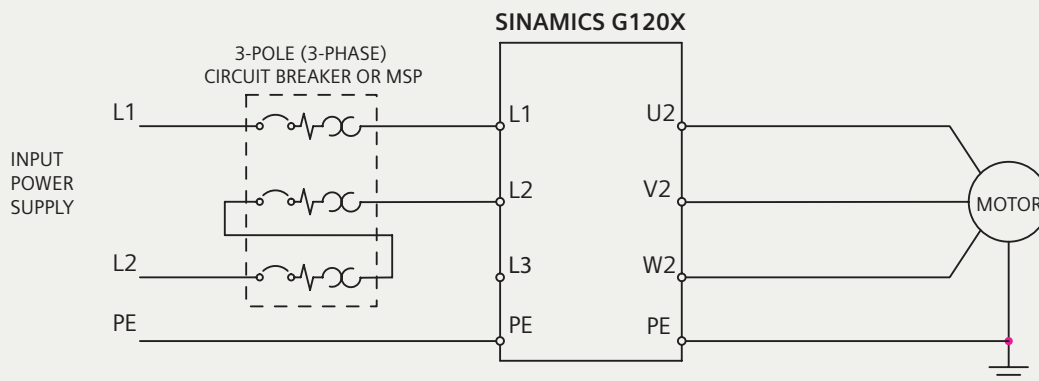 SINAMICS G120X
3-POLE (3-PHASE)
CIRCUIT BREAKER OR MSP
L1
L1
U2
INPUT
POWER
SUPPLY
L2
V2
MOTOR
L2
L3
W2
PE
PE
PE